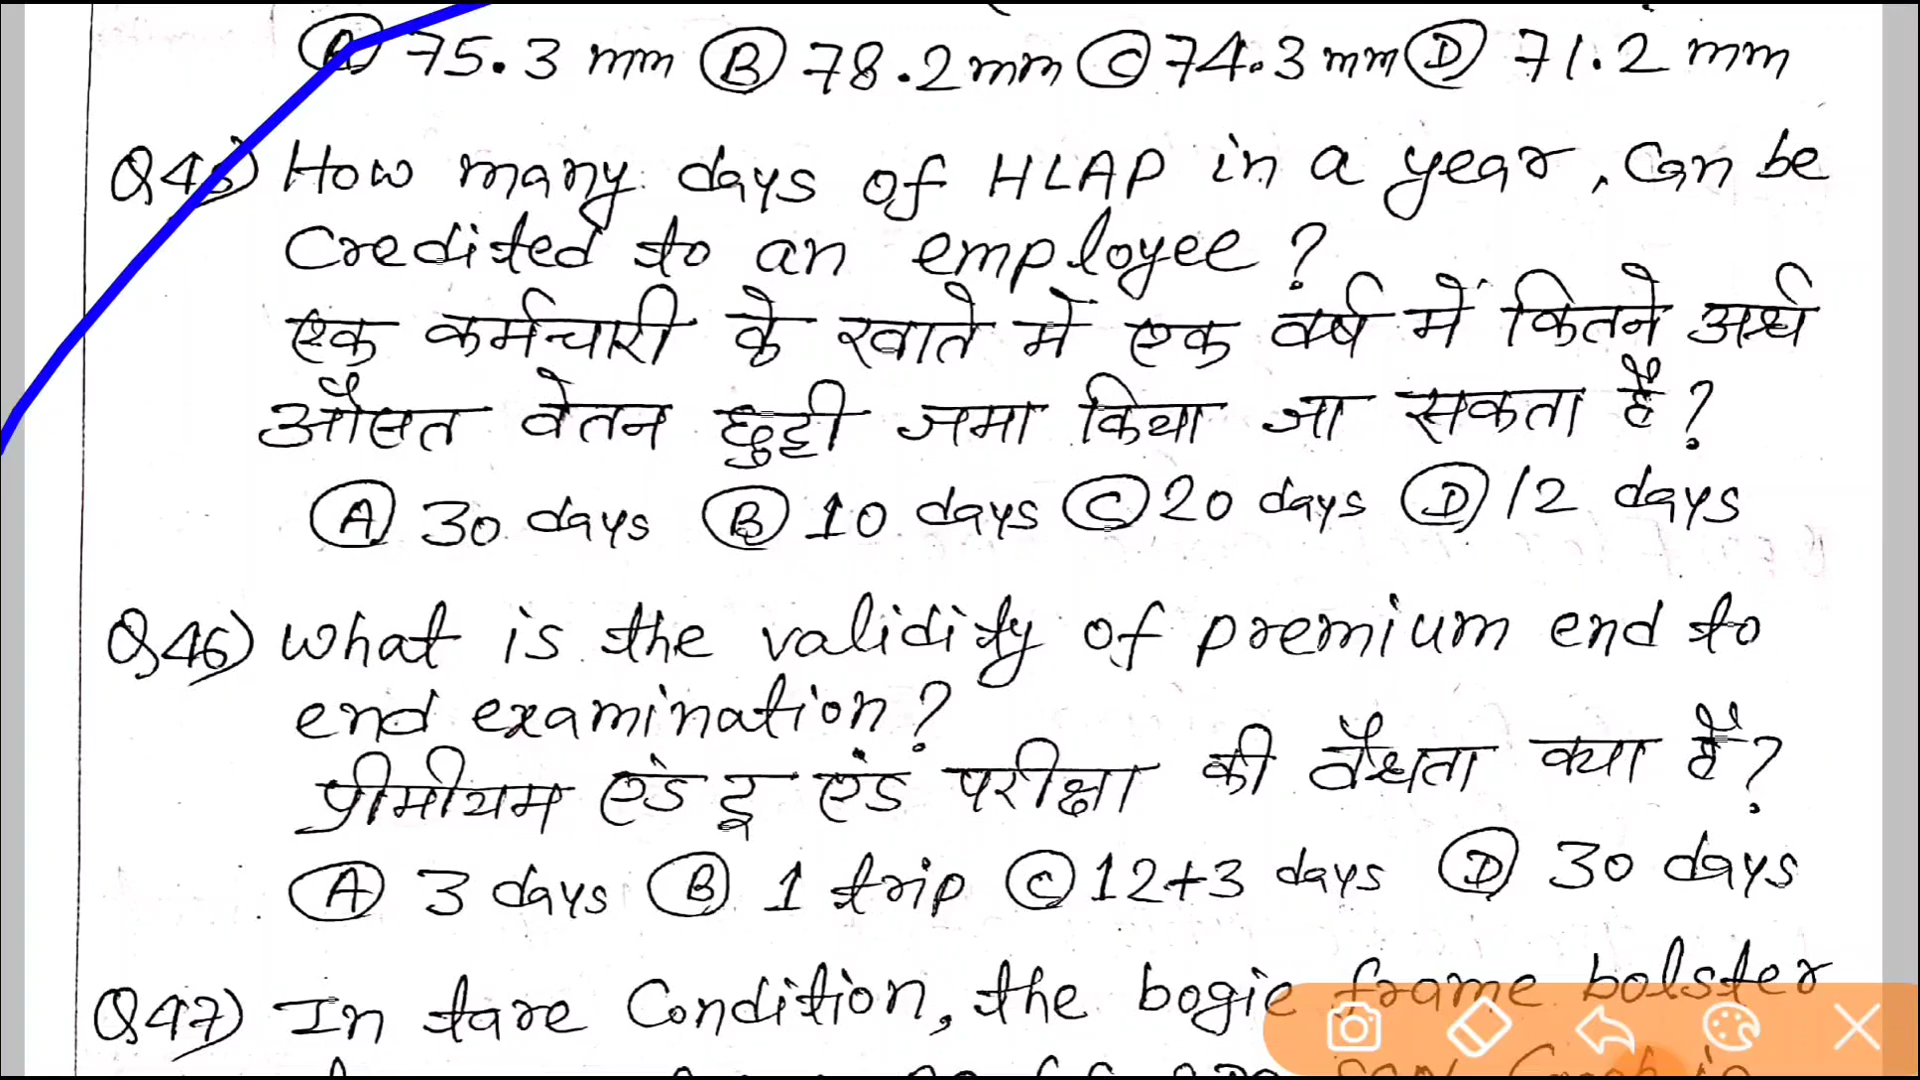 (A) 75.3 mm (B) 78.2 mm (C) 74.3 mm (D) 71.2 mm
Q45) How many days of HLAP in a year, Can be
Credited to an employee?
एक कर्मचारी के खाते में एक वर्ष में कितने अर्ध
औसत वेतन छुट्टी जमा किया जा सकता है?
(A) 30 days (B) 10 days (C) 20 days (D) 12 days
Q46) What is the validity of premium end to
end examination?
प्रीमीयम एंड टू एंड परीक्षा की वैधता क्या है?
(A) 3 days (B) 1 trip (C) 12+3 days (D) 30 days
Q47) In tare Condition, the bogie frame bolster